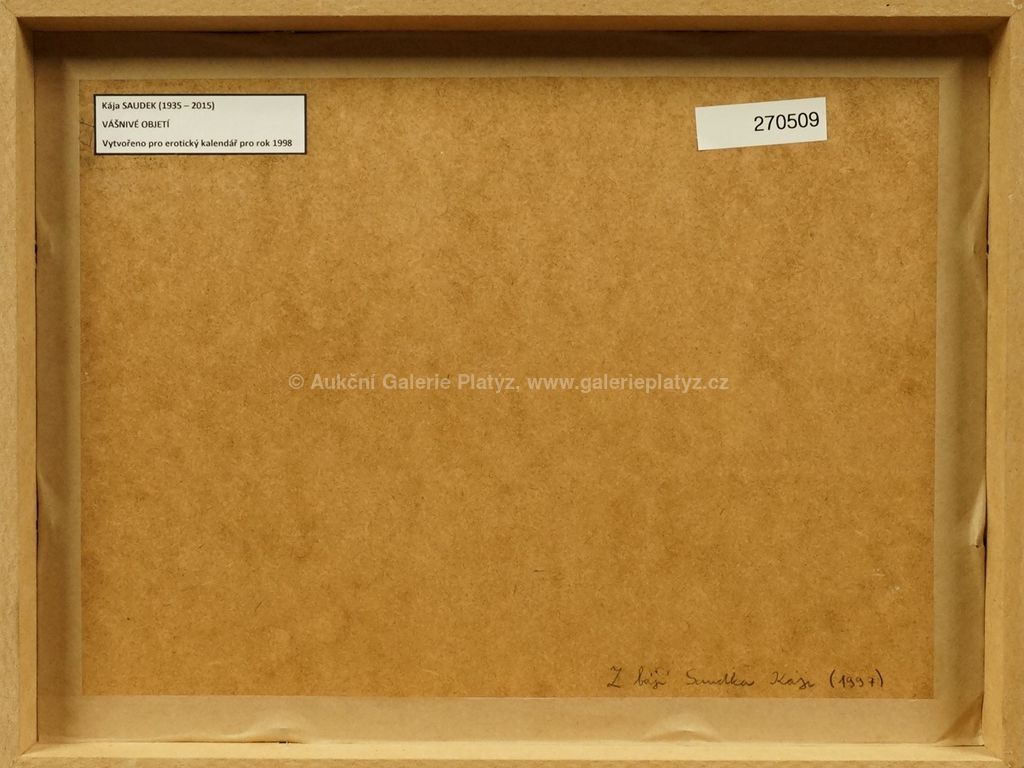 Kája SAUDEK (1935 – 2015)
VÁŠNIVÉ OBJETÍ
Vytvořeno pro erotický kalendář pro rok 1998
270509
© Aukční Galerie Platýz, www.galerieplatyz.cz
Z báji Saudka Káji (1997)